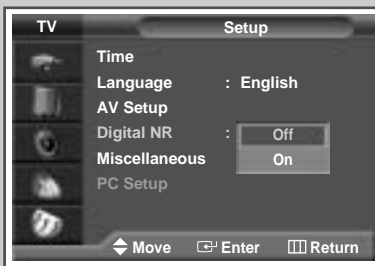 TV Setup
Time
Language : English
AV Setup
Digital NR : Off
Miscellaneous On
PC Setup
Move Enter Return